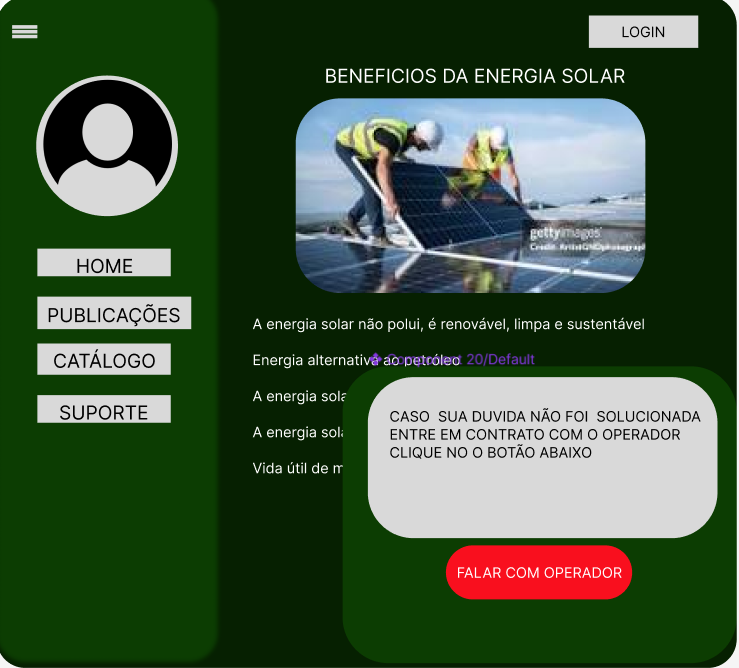 LOGIN
BENEFICIOS DA ENERGIA SOLAR
gettyimages
Credit:
HOME
PUBLICAÇÕES
CATÁLOGO
SUPORTE
A energia solar não polui, é renovável, limpa e sustentável
Energia alternativa ao petróleo
Component 20/Default
A energia sola
A energia sola
Vida útil de m
CASO SUA DUVIDA NÃO FOI SOLUCIONADA
ENTRE EM CONTRATO COM O OPERADOR
CLIQUE NO O BOTÃO ABAIXO
FALAR COM OPERADOR